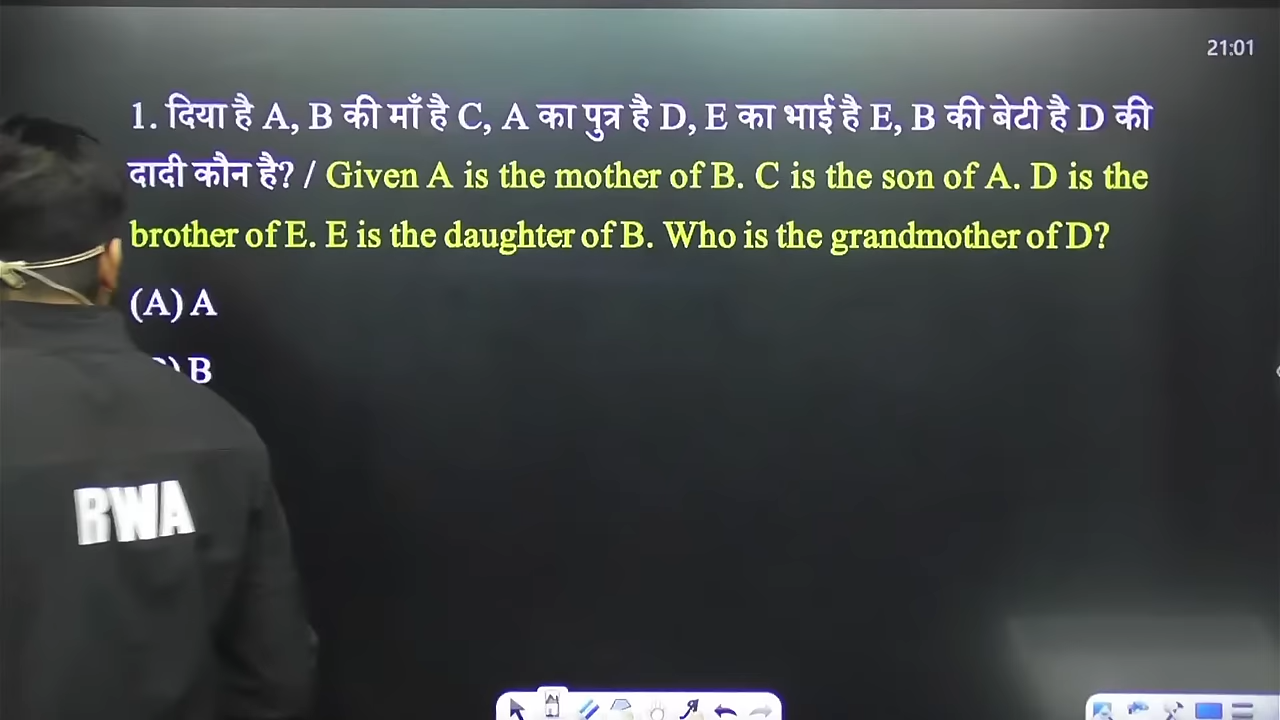 21:01
1. दिया है A, B की माँ है C, A का पुत्र है D, E का भाई है E, B की बेटी है D की
दादी कौन है? / Given A is the mother of B. C is the son of A. D is the
brother of E. E is the daughter of B. Who is the grandmother of D?
(A) A
B
RWA